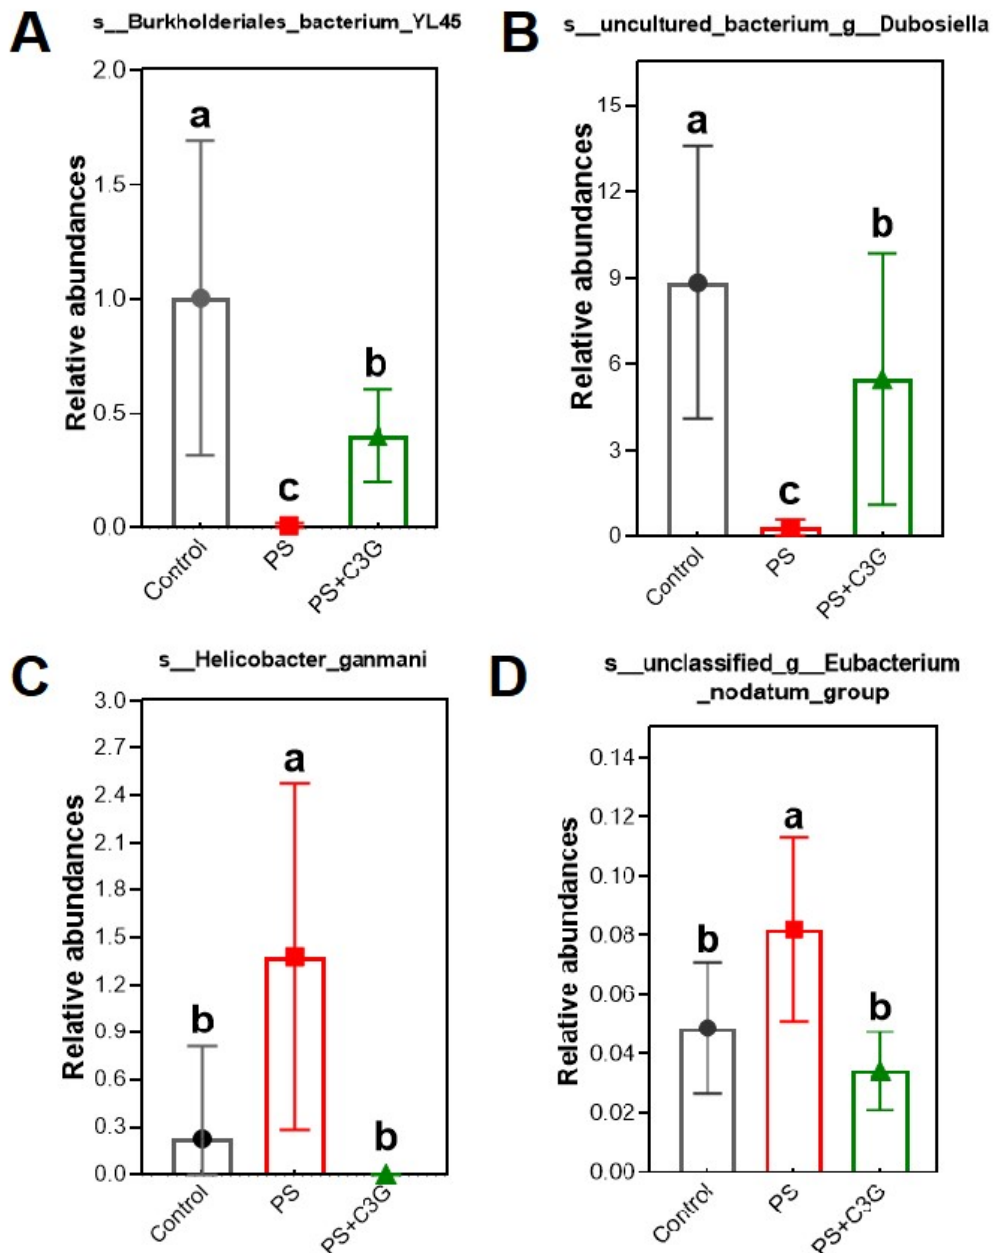 A
s__Burkholderiales_bacterium_YL45
2.0
1.5
1.0
0.5
0.0
Relative abundances
a
c
b
Control
PS
PS+C3G
B
s__uncultured_bacterium_g__Dubosiella
15
12
9
6
3
0
Relative abundances
a
c
b
Control
PS
PS+C3G
C
s__Helicobacter_ganmani
3.0
2.7
2.4
2.1
1.8
1.5
1.2
0.9
0.6
0.3
0.0
Relative abundances
b
a
b
Control
PS
PS+C3G
D
s__unclassified_g__Eubacterium
_nodatum_group
0.14
0.12
0.10
0.08
0.06
0.04
0.02
0.00
Relative abundances
b
a
b
Control
PS
PS+C3G